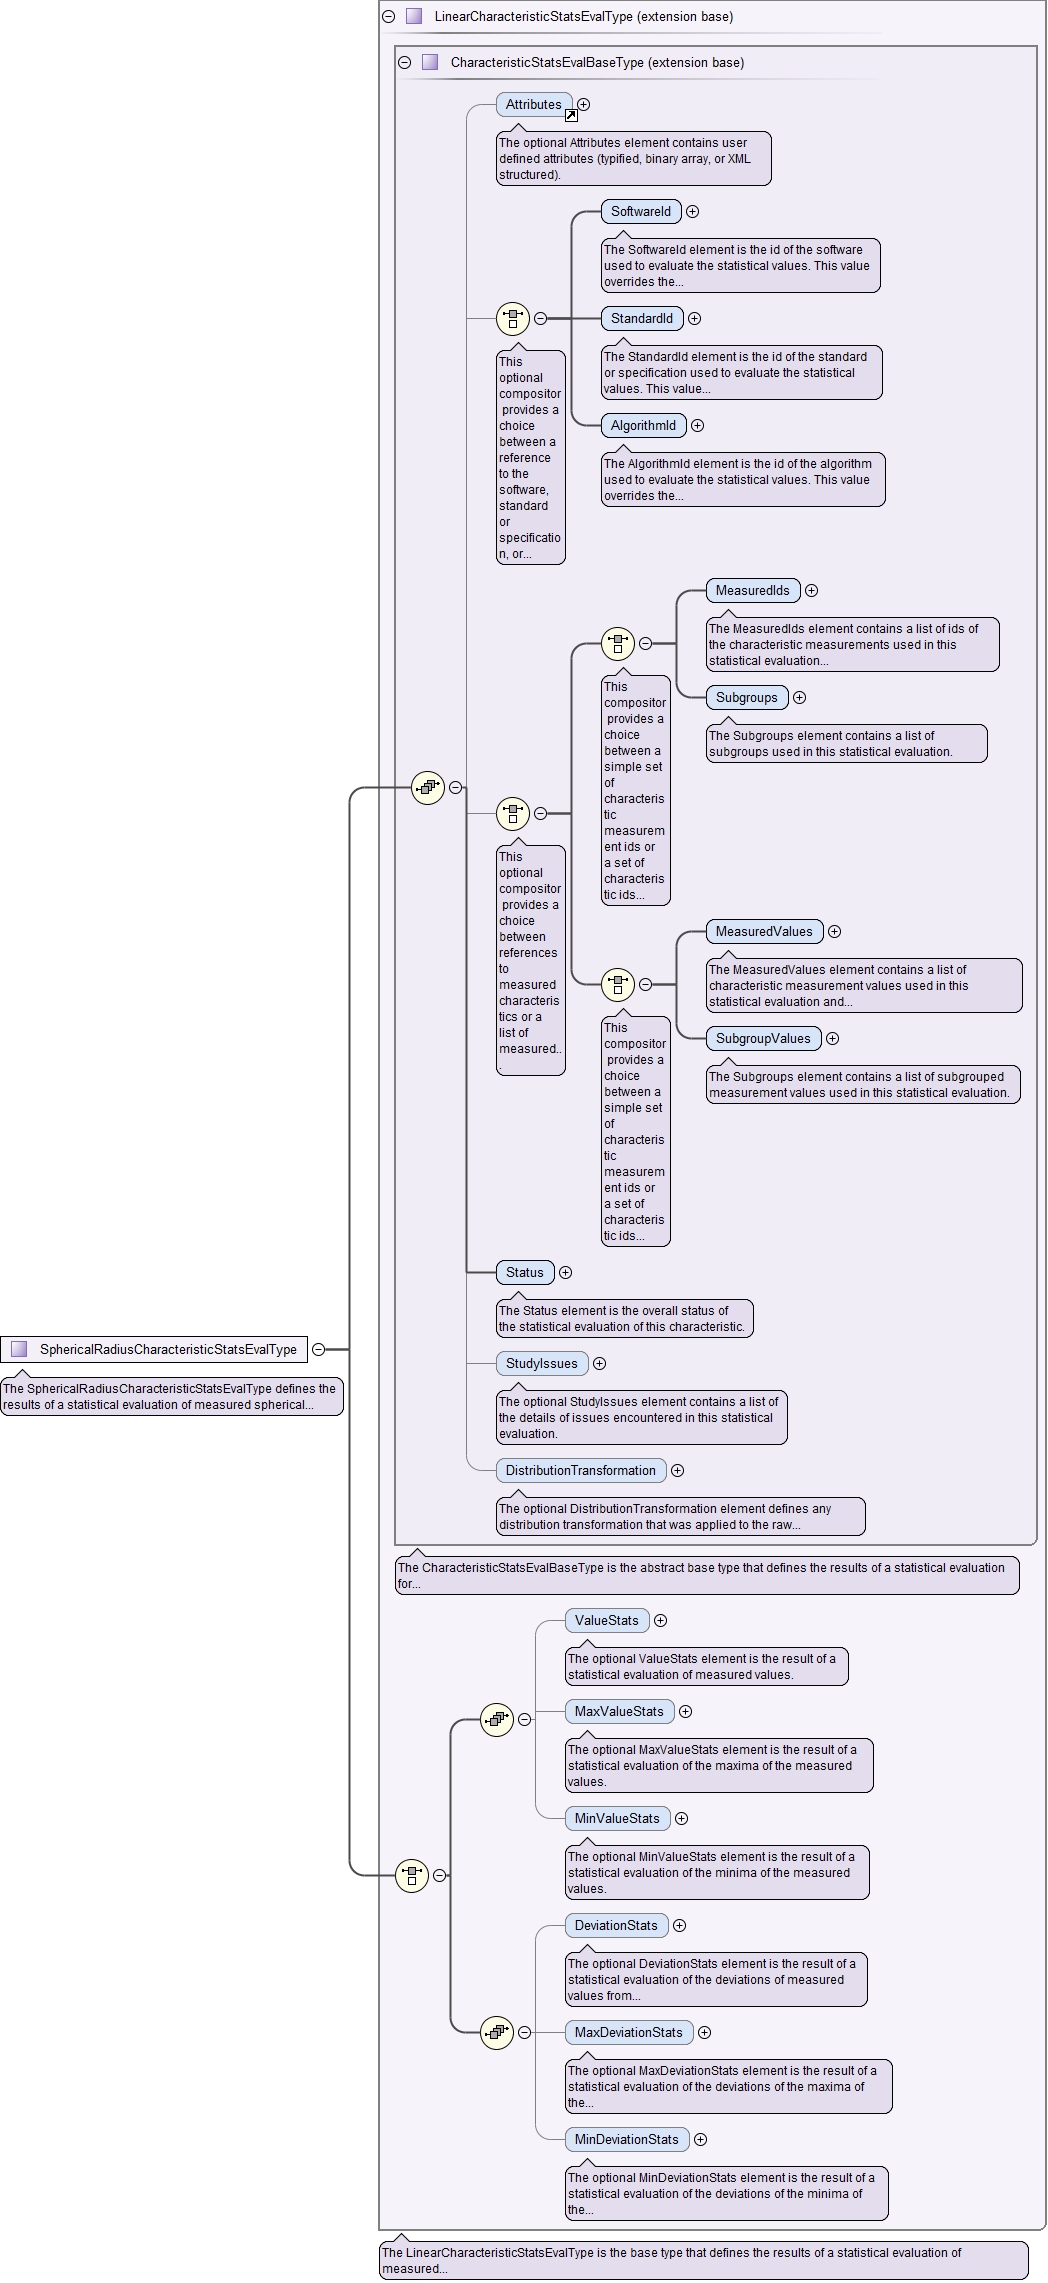 LinearCharacteristicStatsEvalType (extension base)
CharacteristicStatsEvalBaseType (extension base)
Attributes
The optional Attributes element contains user
defined attributes (typified, binary array, or XML
structured).
SoftwareId
The SoftwareId element is the id of the software
used to evaluate the statistical values. This value
overrides the...
StandardId
The StandardId element is the id of the standard
or specification used to evaluate the statistical
values. This value...
AlgorithmId
The AlgorithmId element is the id of the algorithm
used to evaluate the statistical values. This value
overrides the...
This
optional
compositor
provides a
choice
between a
reference
to the
software,
standard
or
specificatio
n, or...
MeasuredIds
The MeasuredIds element contains a list of ids of
the characteristic measurements used in this
statistical evaluation...
Subgroups
The Subgroups element contains a list of
subgroups used in this statistical evaluation.
This
compositor
provides a
choice
between a
simple set
of
characteris
tic
measurem
ent ids or
a set of
characteris
tic ids...
This
optional
compositor
provides a
choice
between
references
to
measured
characteris
tics or a
list of
measured..
.
MeasuredValues
The MeasuredValues element contains a list of
characteristic measurement values used in this
statistical evaluation and...
SubgroupValues
The Subgroups element contains a list of subgrouped
measurement values used in this statistical evaluation.
This
compositor
provides a
choice
between a
simple set
of
characteris
tic
measurem
ent ids or
a set of
characteris
tic ids...
Status
The Status element is the overall status of
the statistical evaluation of this characteristic.
SphericalRadiusCharacteristicStatsEvalType
The SphericalRadiusCharacteristicStatsEvalType defines the
results of a statistical evaluation of measured spherical...
StudyIssues
The optional StudyIssues element contains a list of
the details of issues encountered in this statistical
evaluation.
DistributionTransformation
The optional DistributionTransformation element defines any
distribution transformation that was applied to the raw...
The CharacteristicStatsEvalBaseType is the abstract base type that defines the results of a statistical evaluation
for...
ValueStats
The optional ValueStats element is the result of a
statistical evaluation of measured values.
MaxValueStats
The optional MaxValueStats element is the result of a
statistical evaluation of the maxima of the measured
values.
MinValueStats
The optional MinValueStats element is the result of a
statistical evaluation of the minima of the measured
values.
DeviationStats
The optional DeviationStats element is the result of a
statistical evaluation of the deviations of measured
values from...
MaxDeviationStats
The optional MaxDeviationStats element is the result of a
statistical evaluation of the deviations of the maxima of
the...
MinDeviationStats
The optional MinDeviationStats element is the result of a
statistical evaluation of the deviations of the minima of
the...
The LinearCharacteristicStatsEvalType is the base type that defines the results of a statistical evaluation of
measured...